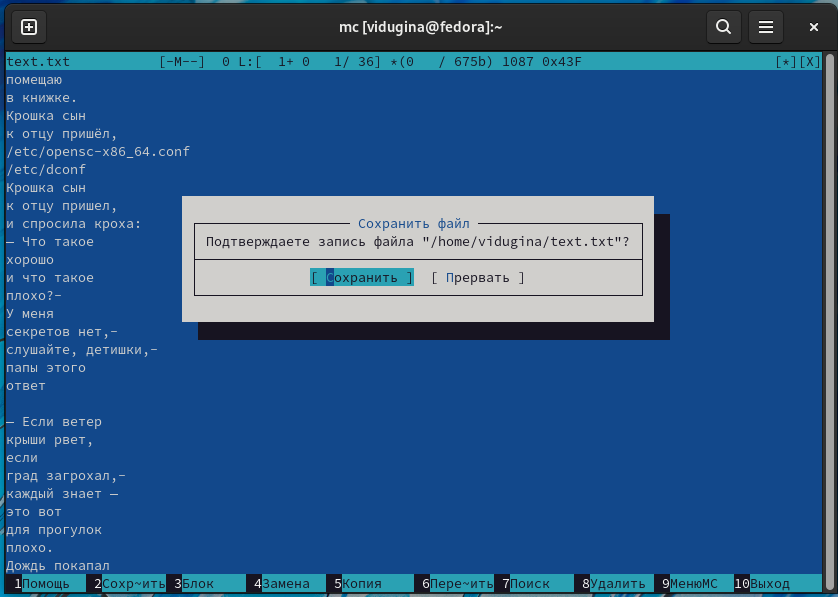 mc [vidugina@fedora]:~
text.txt [-M--] 0 L:[ 1+ 0 1/ 36] *(0 / 675b) 1087 0x43F [*][X]
помещаю
в книжке.
Крошка сын
к отцу пришёл,
/etc/opensc-x86_64.conf
/etc/dconf
Крошка сын
к отцу пришел,
и спросила кроха:
— Что такое
хорошо
и что такое
плохо?-
У меня
секретов нет,-
слушайте, детишки,-
папы этого
ответ
— Если ветер
крыши рвет,
если
град загрохал,-
каждый знает —
это вот
для прогулок
плохо.
Дождь покапал
Сохранить файл
Подтверждаете запись файла "/home/vidugina/text.txt"?
[ Сохранить ] [ Прервать ]
1Помощь 2Сохр~ить 3Блок 4Замена 5Копия 6Пере~ить 7Поиск 8Удалить 9МенюМС 10Выход